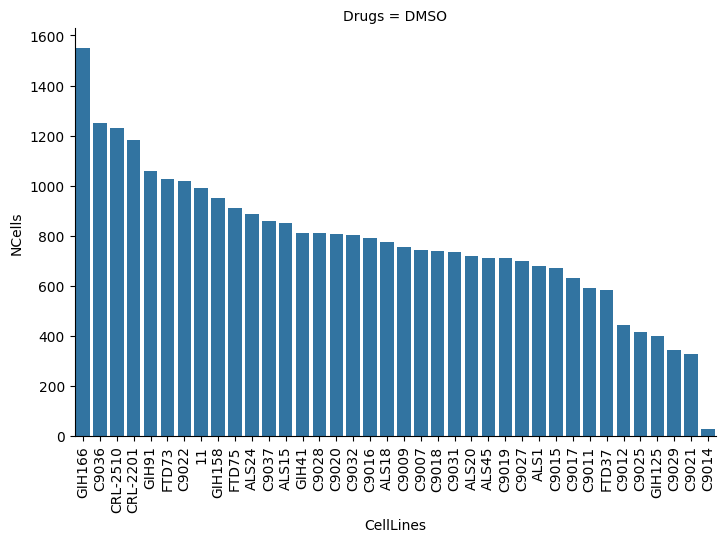 Drugs = DMSO
1600
1400
1200
1000
800
600
400
200
0
NCells
GIH166
C9036
CRL-2510
CRL-2201
GIH91
FTD73
C9022
11
GIH158
FTD75
ALS24
C9037
ALS15
GIH41
C9028
C9020
C9032
C9016
ALS18
C9009
C9007
C9018
C9031
ALS20
ALS45
C9019
C9027
ALS1
C9015
C9017
C9011
FTD37
C9012
C9025
GIH125
C9029
C9021
C9014
CellLines